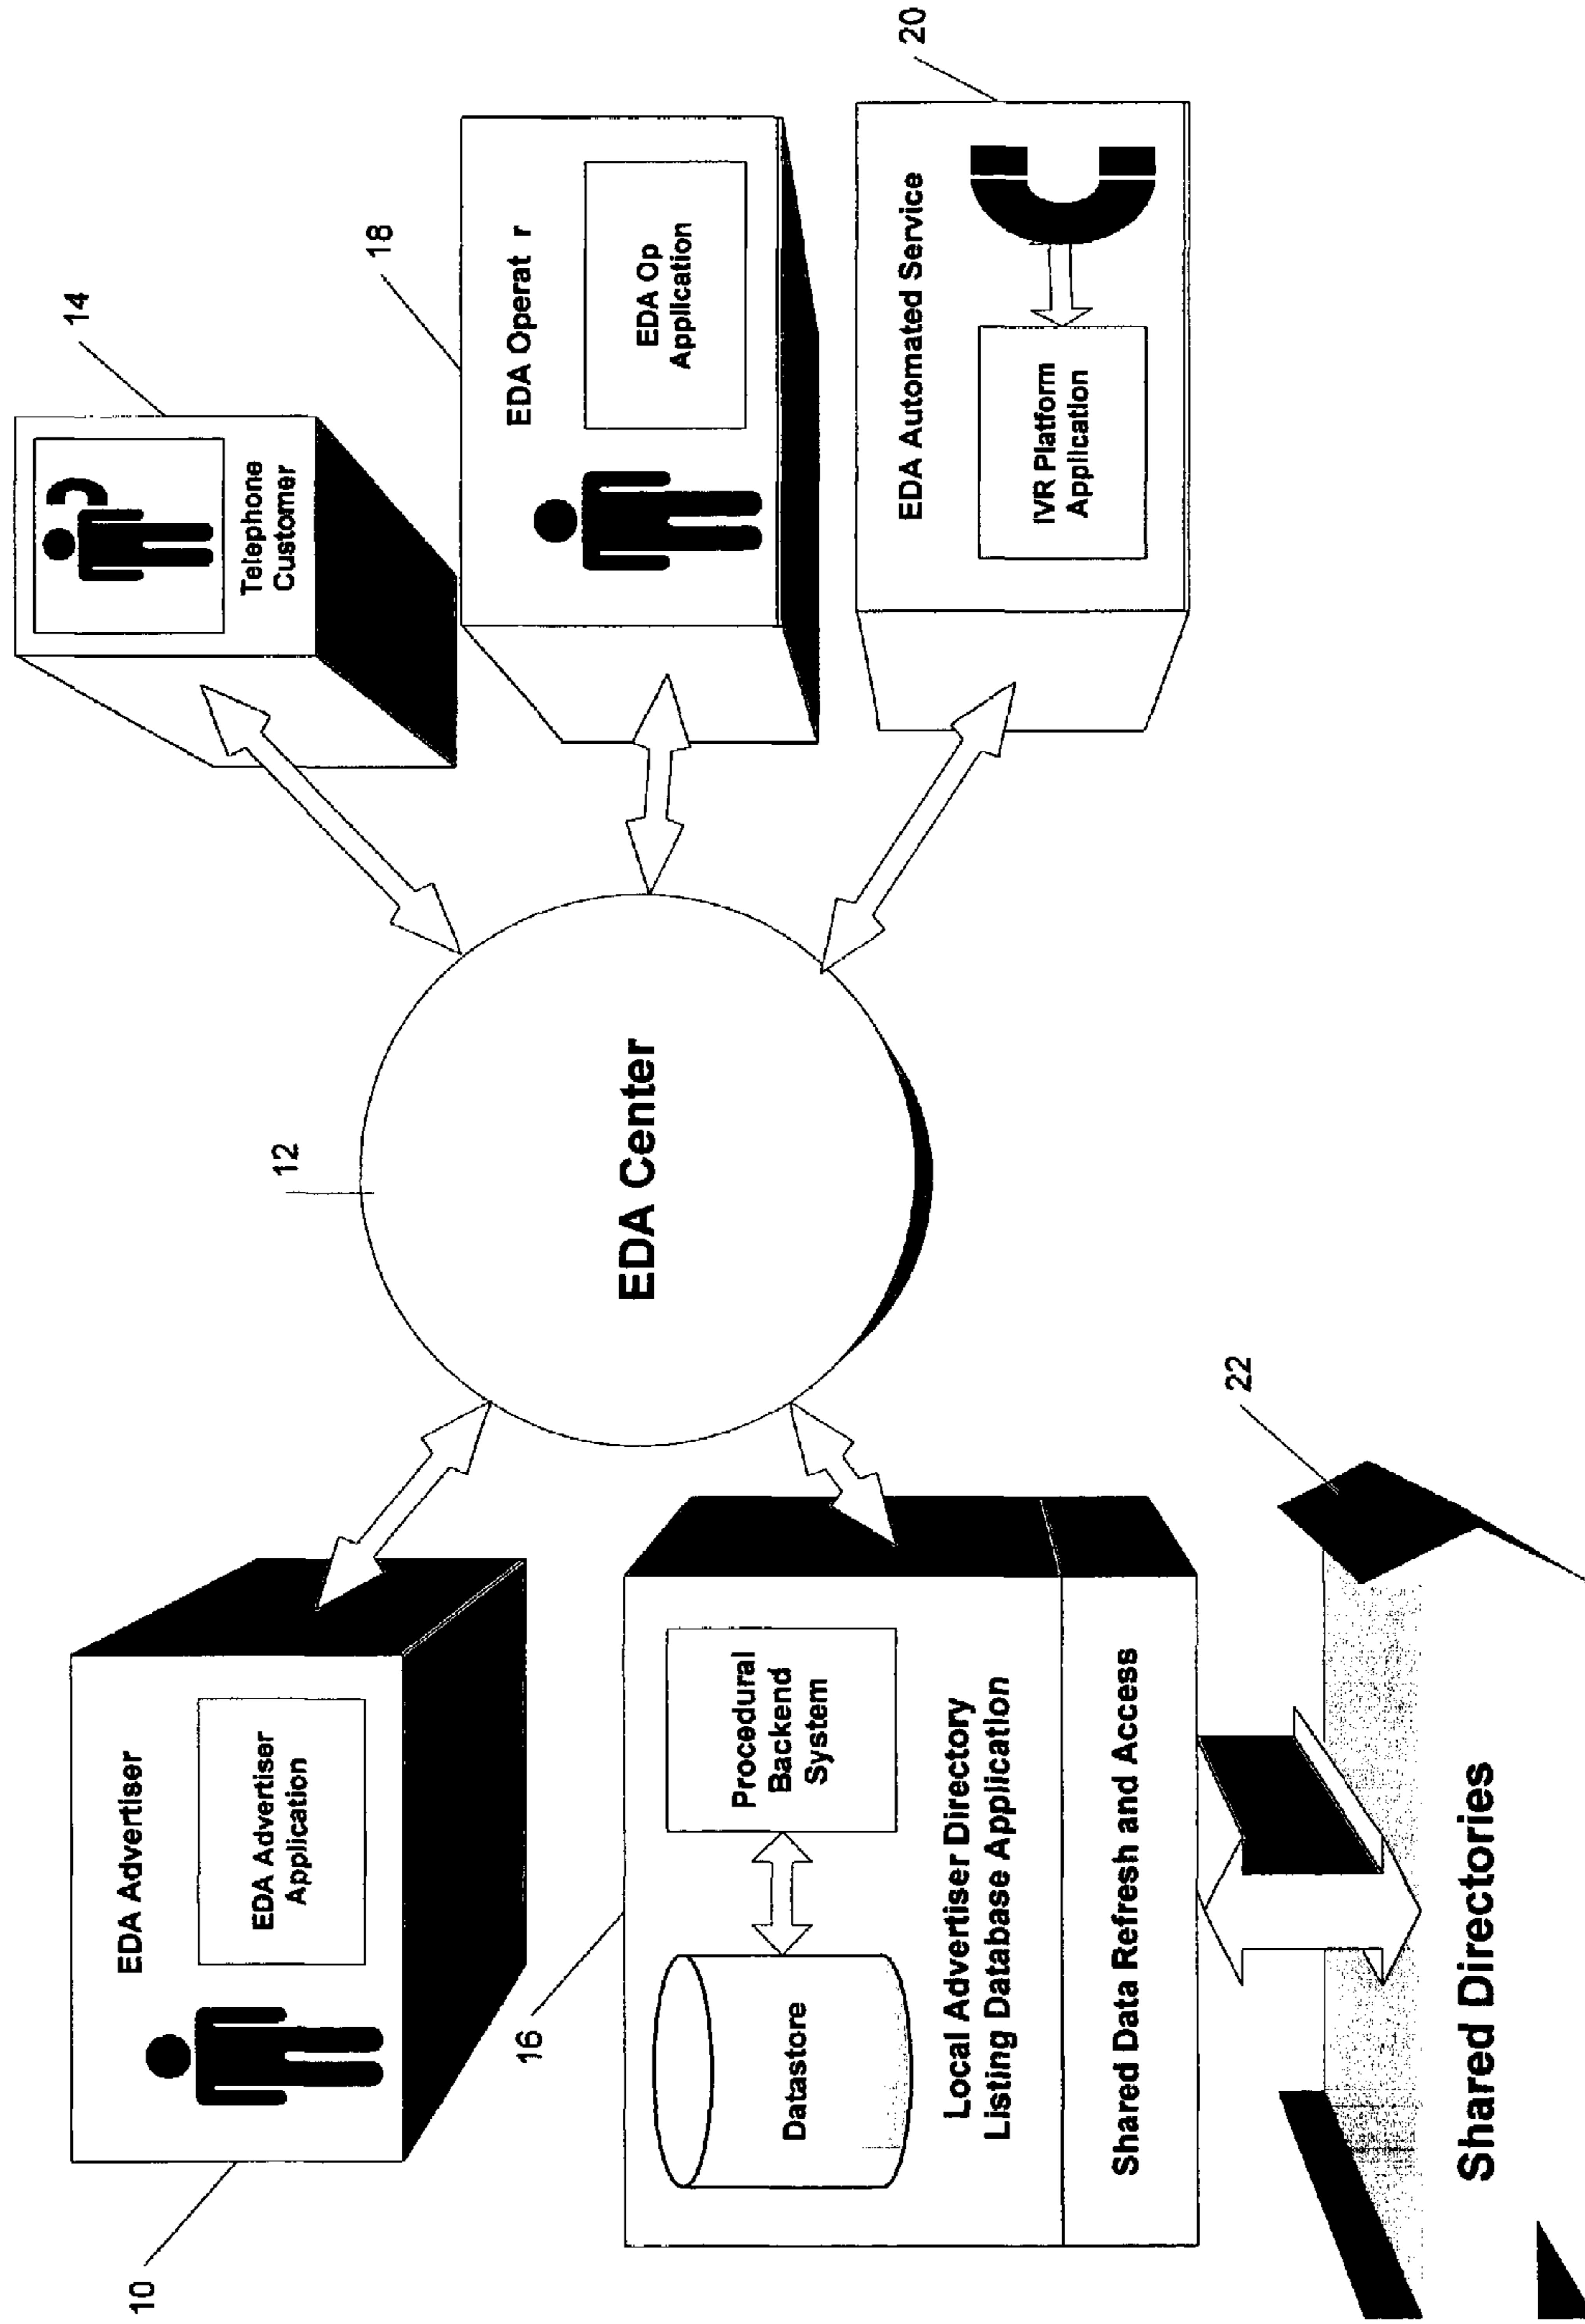 10
EDA Advertiser
EDA Advertiser
Application
12
EDA Center
14
Telephone
Customer
16
Datastore
Procedural
Backend
System
Local Advertiser Directory
Listing Database Application
Shared Data Refresh and Access
18
EDA Operat r
EDA Op
Application
20
EDA Automated Service
IVR Platform
Application
22
Shared Directories